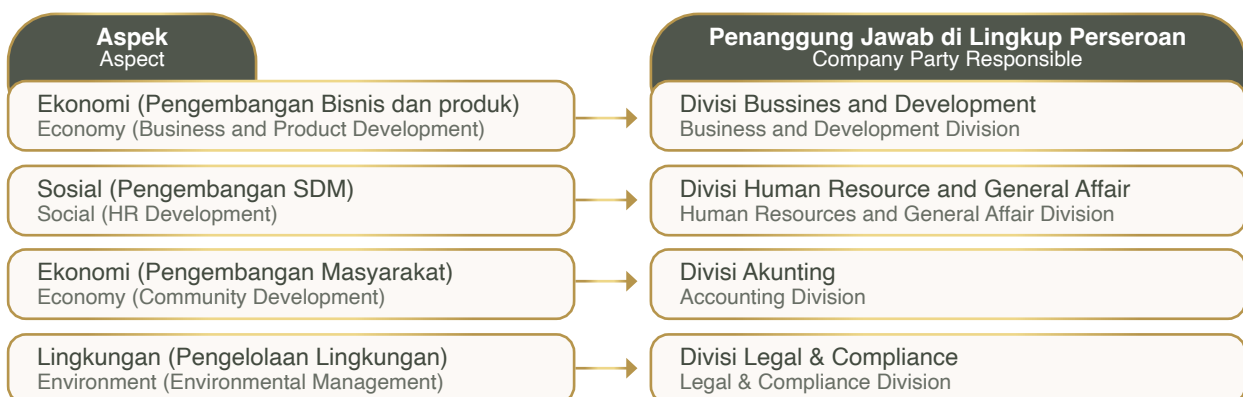 Aspek
Aspect
Penanggung Jawab di Lingkup Perseroan
Company Party Responsible
Ekonomi (Pengembangan Bisnis dan produk)
Economy (Business and Product Development)
Divisi Bussines and Development
Business and Development Division
Sosial (Pengembangan SDM)
Social (HR Development)
Divisi Human Resource and General Affair
Human Resources and General Affair Division
Ekonomi (Pengembangan Masyarakat)
Economy (Community Development)
Divisi Akunting
Accounting Division
Lingkungan (Pengelolaan Lingkungan)
Environment (Environmental Management)
Divisi Legal & Compliance
Legal & Compliance Division